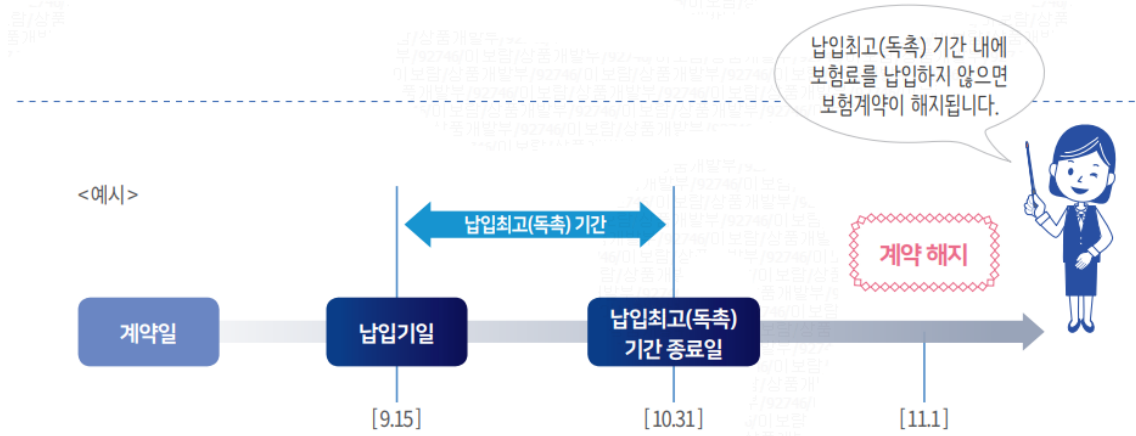 납입최고(독촉) 기간 내에
보험료를 납입하지 않으면
보험계약이 해지됩니다.
<예시>
납입최고(독촉) 기간
계약 해지
계약일
납입기일
납입최고(독촉)
기간 종료일
[9.15]
[10.31]
[11.1]